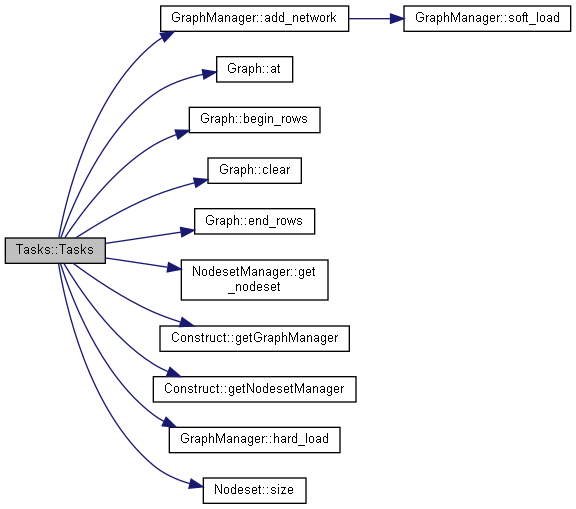 GraphManager::add_network
GraphManager::soft_load
Graph::at
Graph::begin_rows
Graph::clear
Graph::end_rows
Tasks::Tasks
NodesetManager::get
_nodeset
Construct::getGraphManager
Construct::getNodesetManager
GraphManager::hard_load
Nodeset::size